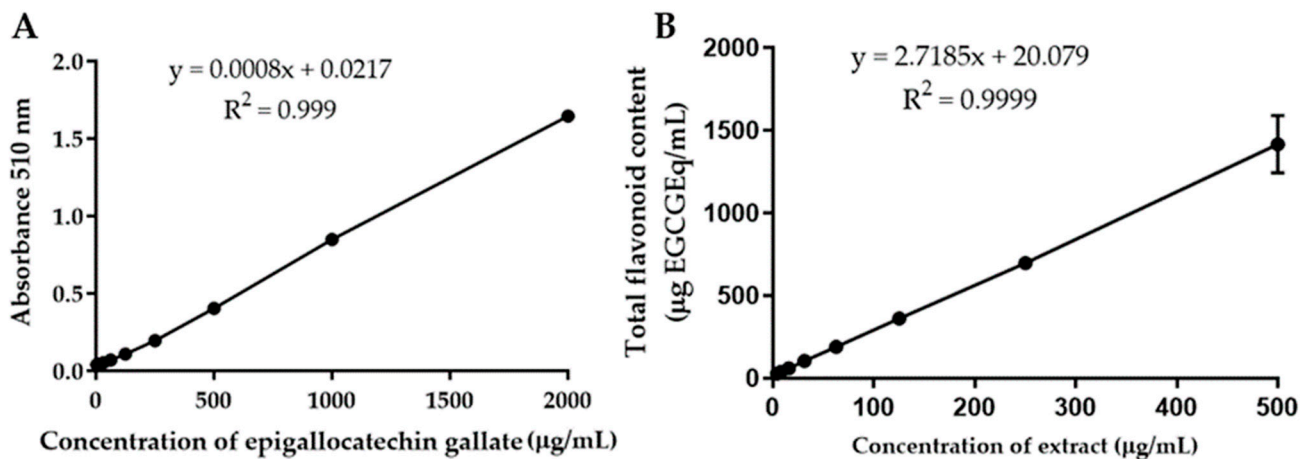 A
y = 0.0008x + 0.0217
R² = 0.999
Absorbance 510 nm
2.0
1.5
1.0
0.5
0.0
0 500 1000 1500 2000
Concentration of epigallocatechin gallate (µg/mL)
B
y = 2.7185x + 20.079
R² = 0.9999
Total flavonoid content
(µg EGCGEq/mL)
2000
1500
1000
500
0
0 100 200 300 400 500
Concentration of extract (µg/mL)